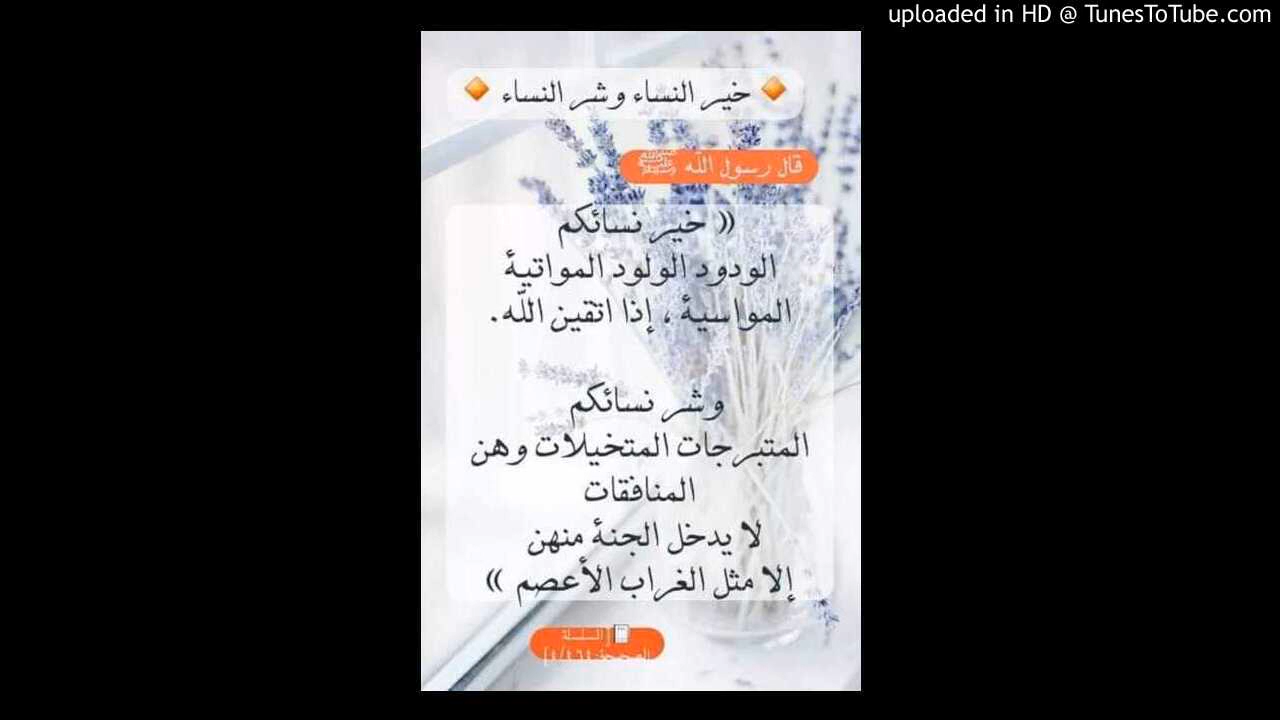 uploaded in HD @ TunesToTube.com
🔶 خير النساء وشر النساء 🔶
قال رسول الله ﷺ
(( خير نسائكم
الودود الولود المواتية
المواسية ، إذا اتقين الله.
وشر نسائكم
المتبرجات المتخيلات وهن
المنافقات
لا يدخل الجنة منهن
إلا مثل الغراب الأعصم ))
[السلسلة